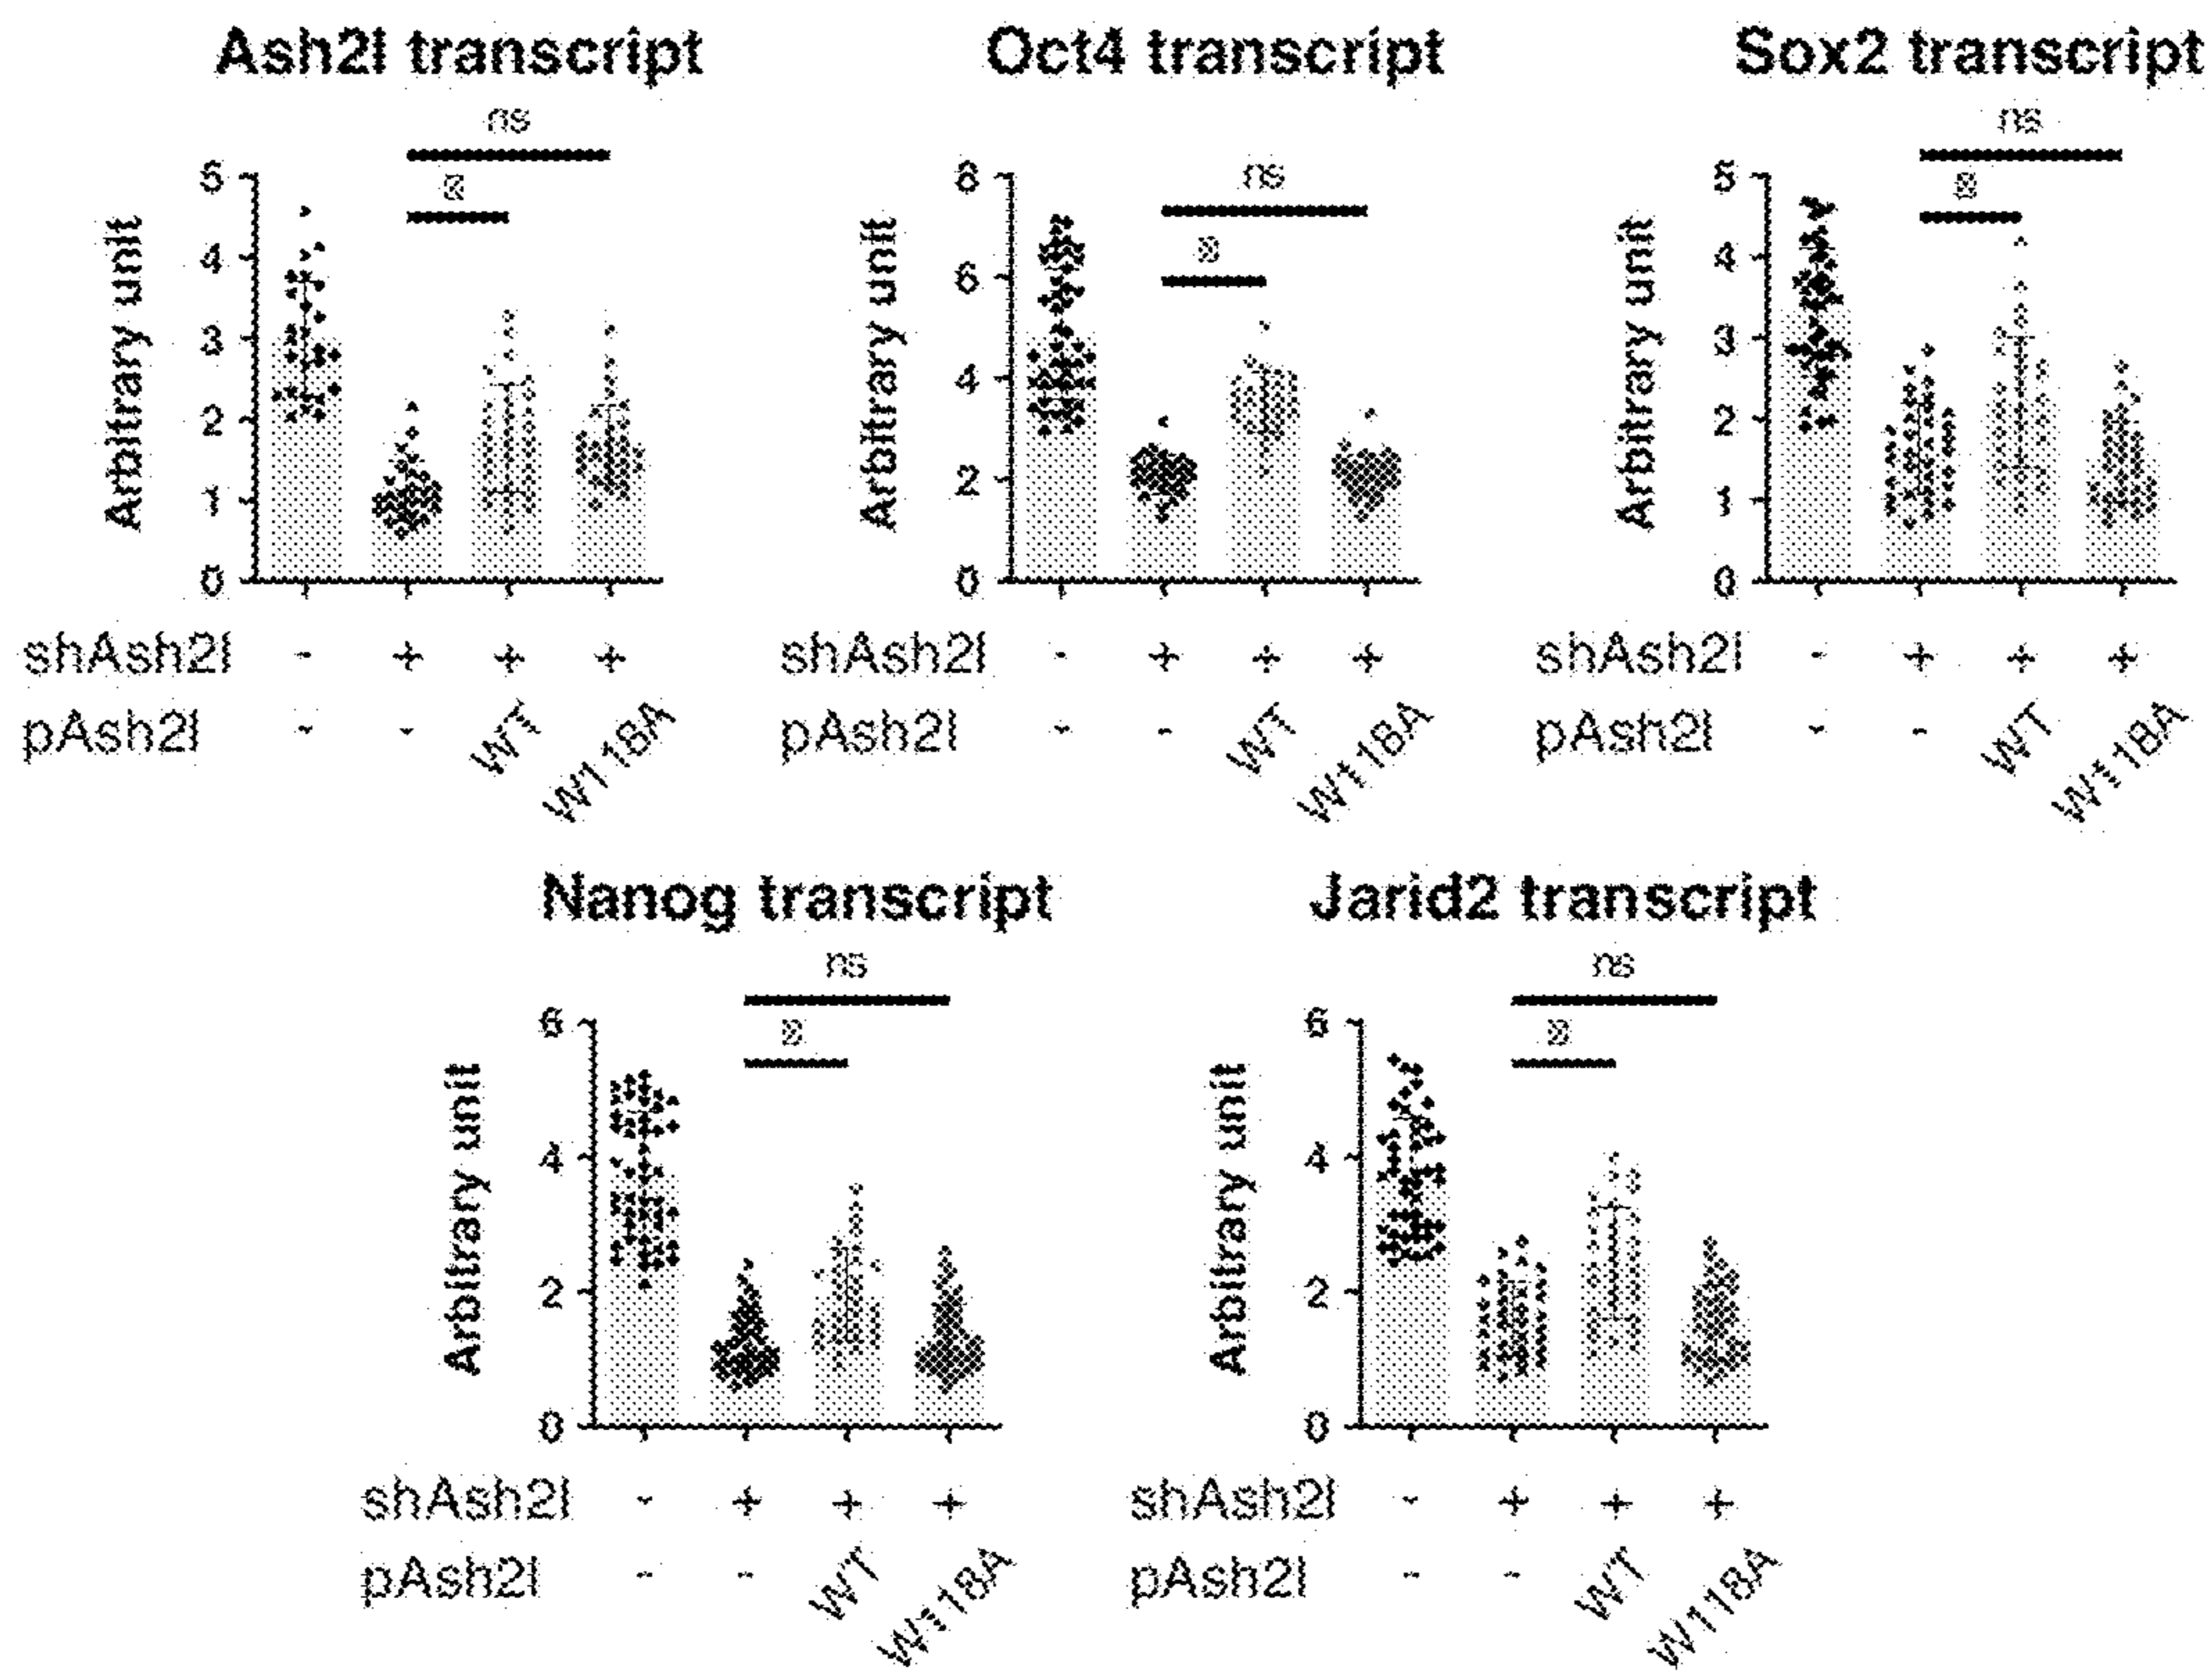 Ash2l transcript
Oct4 transcript
Sox2 transcript
ns
ns
ns
Arbitrary unit
5
4
3
2
1
0
Arbitrary unit
8
6
4
2
0
Arbitrary unit
5
4
3
2
1
0
shAsh2l - + + +
pAsh2l - - WT W118A
shAsh2l - + + +
pAsh2l - - WT W118A
shAsh2l - + + +
pAsh2l - - WT W118A
Nanog transcript
Jarid2 transcript
ns
ns
Arbitrary unit
6
4
2
0
Arbitrary unit
6
4
2
0
shAsh2l - + + +
pAsh2l - - WT W118A
shAsh2l - + + +
pAsh2l - - WT W118A